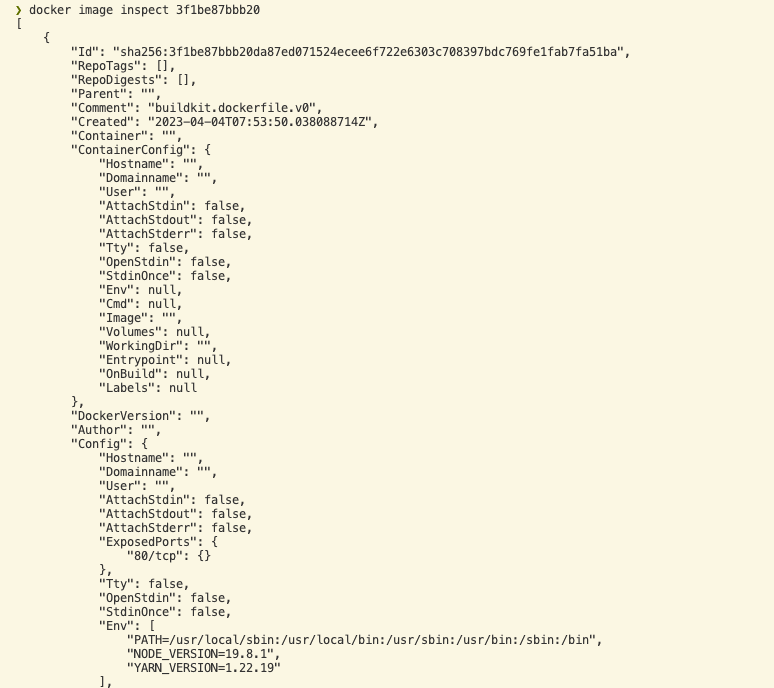 ❯ docker image inspect 3f1be87bbb20
[
    {
        "Id": "sha256:3f1be87bbb20da87ed071524ecee6f722e6303c708397bdc769fe1fab7fa51ba",
        "RepoTags": [],
        "RepoDigests": [],
        "Parent": "",
        "Comment": "buildkit.dockerfile.v0",
        "Created": "2023-04-04T07:53:50.038088714Z",
        "Container": "",
        "ContainerConfig": {
            "Hostname": "",
            "Domainname": "",
            "User": "",
            "AttachStdin": false,
            "AttachStdout": false,
            "AttachStderr": false,
            "Tty": false,
            "OpenStdin": false,
            "StdinOnce": false,
            "Env": null,
            "Cmd": null,
            "Image": "",
            "Volumes": null,
            "WorkingDir": "",
            "Entrypoint": null,
            "OnBuild": null,
            "Labels": null
        },
        "DockerVersion": "",
        "Author": "",
        "Config": {
            "Hostname": "",
            "Domainname": "",
            "User": "",
            "AttachStdin": false,
            "AttachStdout": false,
            "AttachStderr": false,
            "ExposedPorts": {
                "80/tcp": {}
            },
            "Tty": false,
            "OpenStdin": false,
            "StdinOnce": false,
            "Env": [
                "PATH=/usr/local/sbin:/usr/local/bin:/usr/sbin:/usr/bin:/sbin:/bin",
                "NODE_VERSION=19.8.1",
                "YARN_VERSION=1.22.19"
            ],